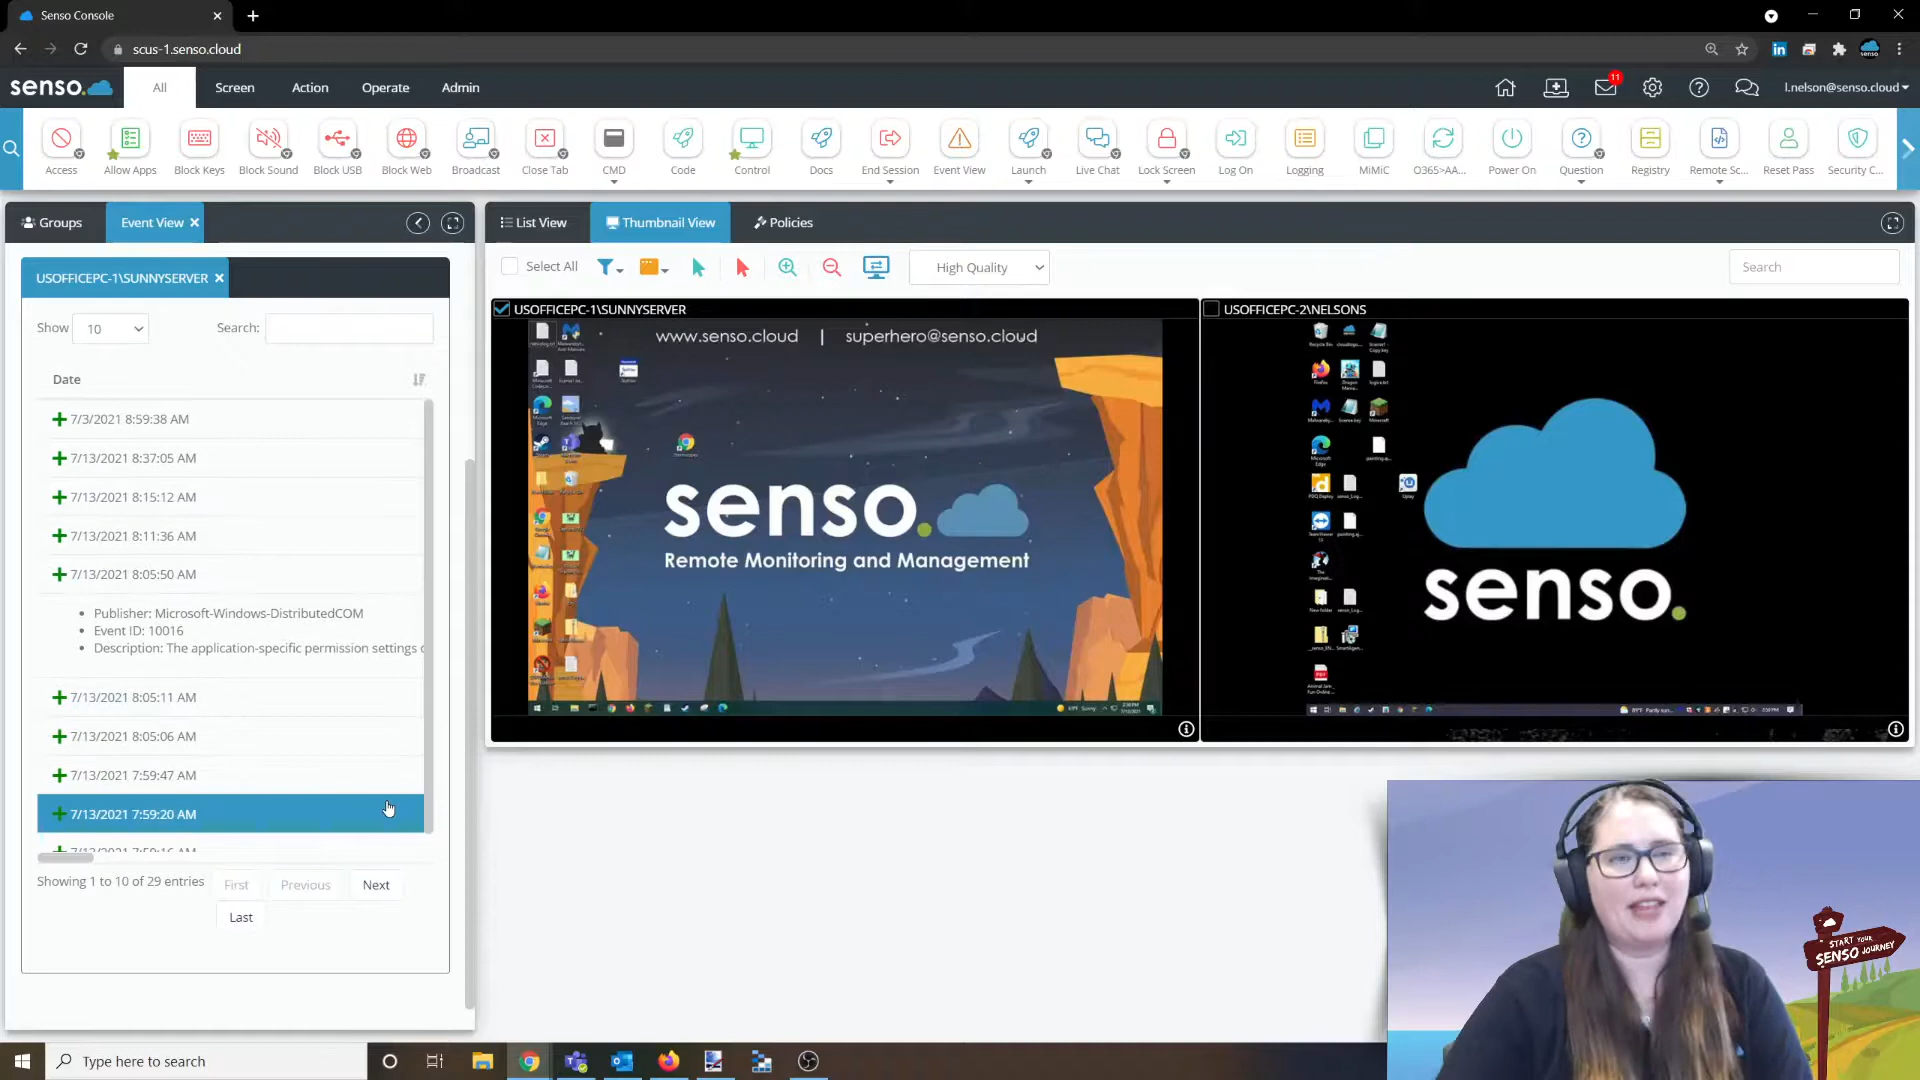 Senso Console
scus-1.senso.cloud
senso.
All
Screen
Action
Operate
Admin
11
l.nelson@senso.cloud
Access
Allow Apps
Block Keys
Block Sound
Block USB
Block Web
Broadcast
Close Tab
CMD
Code
Control
Docs
End Session
Event View
Launch
Live Chat
Lock Screen
Log On
Logging
MiMiC
O365>AA...
Power On
Question
Registry
Remote Sc...
Reset Pass
Security C...
Groups
Event View
USOFFICEPC-1\SUNNYSERVER
Show 10
Search:
Date
7/3/2021 8:59:38 AM
7/13/2021 8:37:05 AM
7/13/2021 8:15:12 AM
7/13/2021 8:11:36 AM
7/13/2021 8:05:50 AM
Publisher: Microsoft-Windows-DistributedCOM
Event ID: 10016
Description: The application-specific permission settings
7/13/2021 8:05:11 AM
7/13/2021 8:05:06 AM
7/13/2021 7:59:47 AM
7/13/2021 7:59:20 AM
Showing 1 to 10 of 29 entries
First
Previous
Next
Last
List View
Thumbnail View
Policies
Select All
High Quality
Search
USOFFICEPC-1\SUNNYSERVER
www.senso.cloud | superhero@senso.cloud
senso.
Remote Monitoring and Management
USOFFICEPC-2\NELSONS
senso.
START YOUR
SENSO JOURNEY
Type here to search